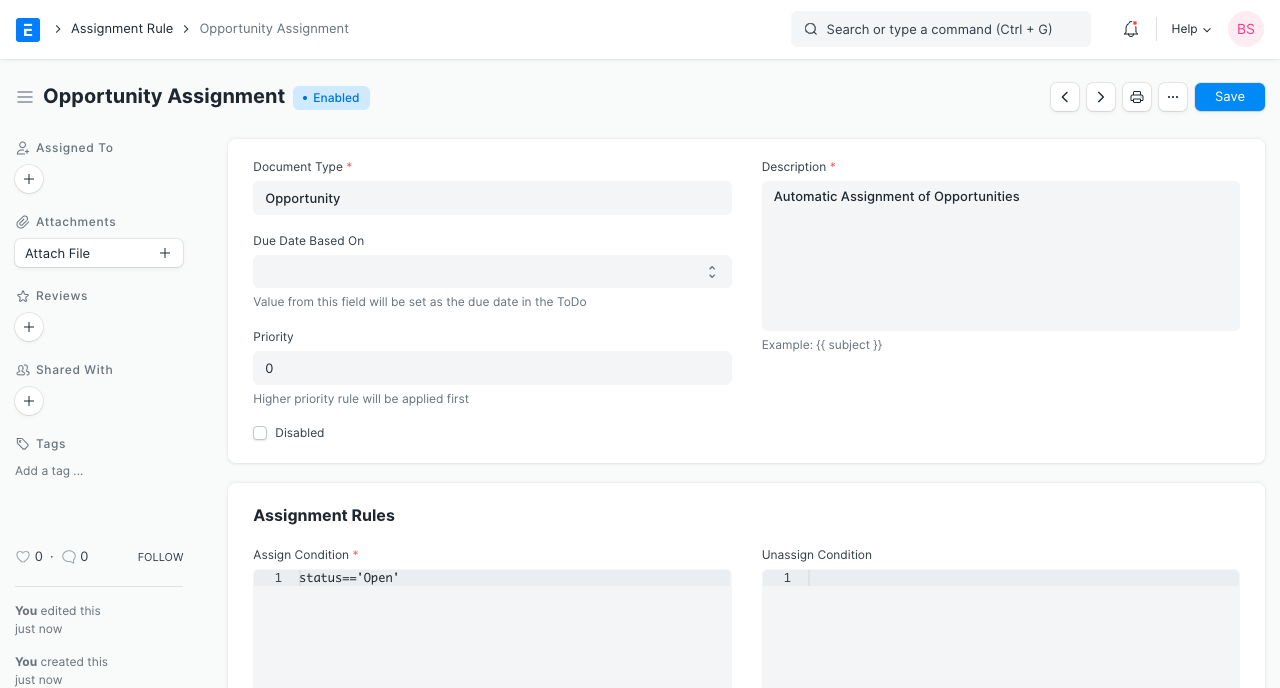 E
Assignment Rule
Opportunity Assignment
Search or type a command (Ctrl + G)
Help
BS
Opportunity Assignment
Enabled
Save
Assigned To
Attachments
Attach File
Reviews
Shared With
Tags
Add a tag ...
0 · 0 FOLLOW
You edited this
just now
You created this
just now
Document Type *
Opportunity
Due Date Based On
Value from this field will be set as the due date in the ToDo
Priority
0
Higher priority rule will be applied first
Disabled
Description *
Automatic Assignment of Opportunities
Example: {{ subject }}
Assignment Rules
Assign Condition *
1 status=='Open'
Unassign Condition
1